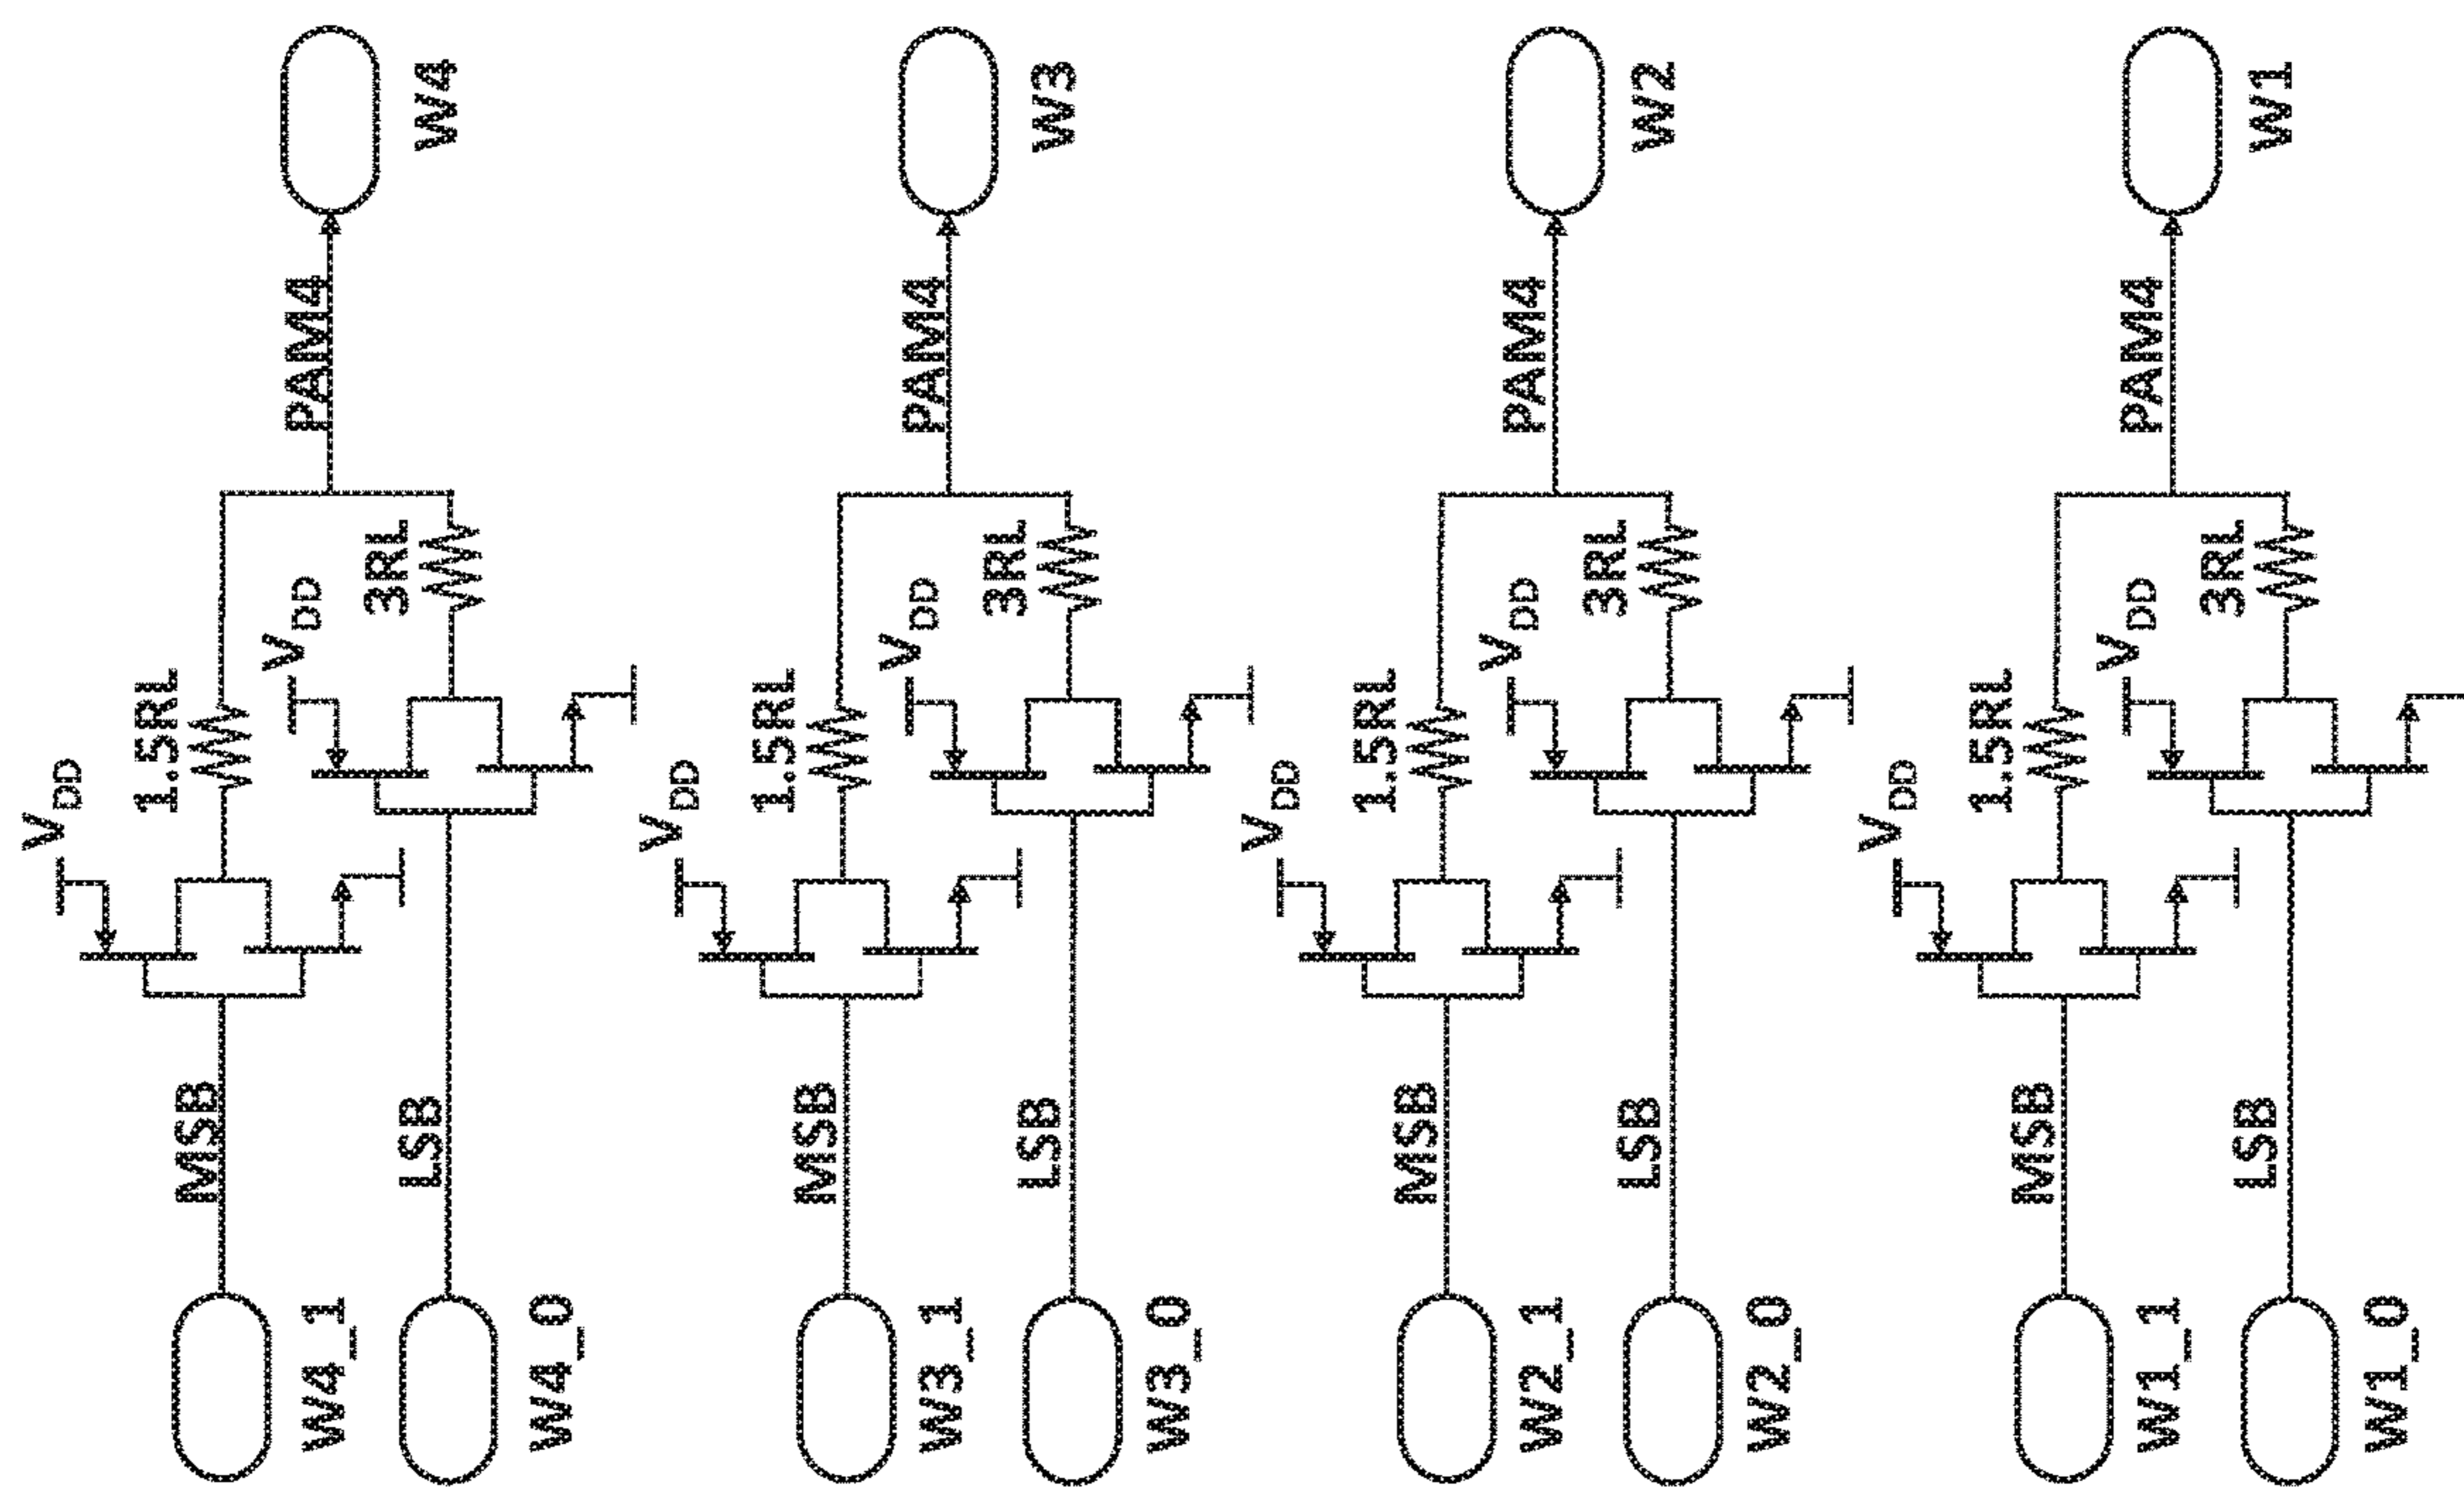 W4
PAM4
1.5RL
3RL
VDD
VDD
MSB
LSB
W4_1
W4_0
W3
PAM4
1.5RL
3RL
VDD
VDD
MSB
LSB
W3_1
W3_0
W2
PAM4
1.5RL
3RL
VDD
VDD
MSB
LSB
W2_1
W2_0
W1
PAM4
1.5RL
3RL
VDD
VDD
MSB
LSB
W1_1
W1_0